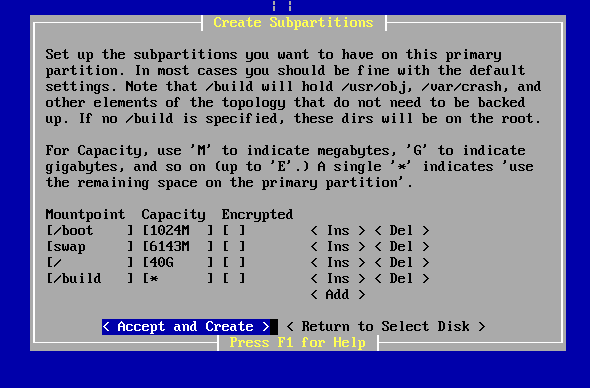 Create Subpartitions
Set up the subpartitions you want to have on this primary
partition. In most cases you should be fine with the default
settings. Note that /build will hold /usr/obj, /var/crash, and
other elements of the topology that do not need to be backed
up. If no /build is specified, these dirs will be on the root.
For Capacity, use 'M' to indicate megabytes, 'G' to indicate
gigabytes, and so on (up to 'E'.) A single '*' indicates 'use
the remaining space on the primary partition'.
Mountpoint Capacity Encrypted
[/boot ] [1024M ] [ ] < Ins > < Del >
[swap ] [6143M ] [ ] < Ins > < Del >
[/ ] [40G ] [ ] < Ins > < Del >
[/build ] [* ] [ ] < Ins > < Del >
< Add >
< Accept and Create > < Return to Select Disk >
Press F1 for Help